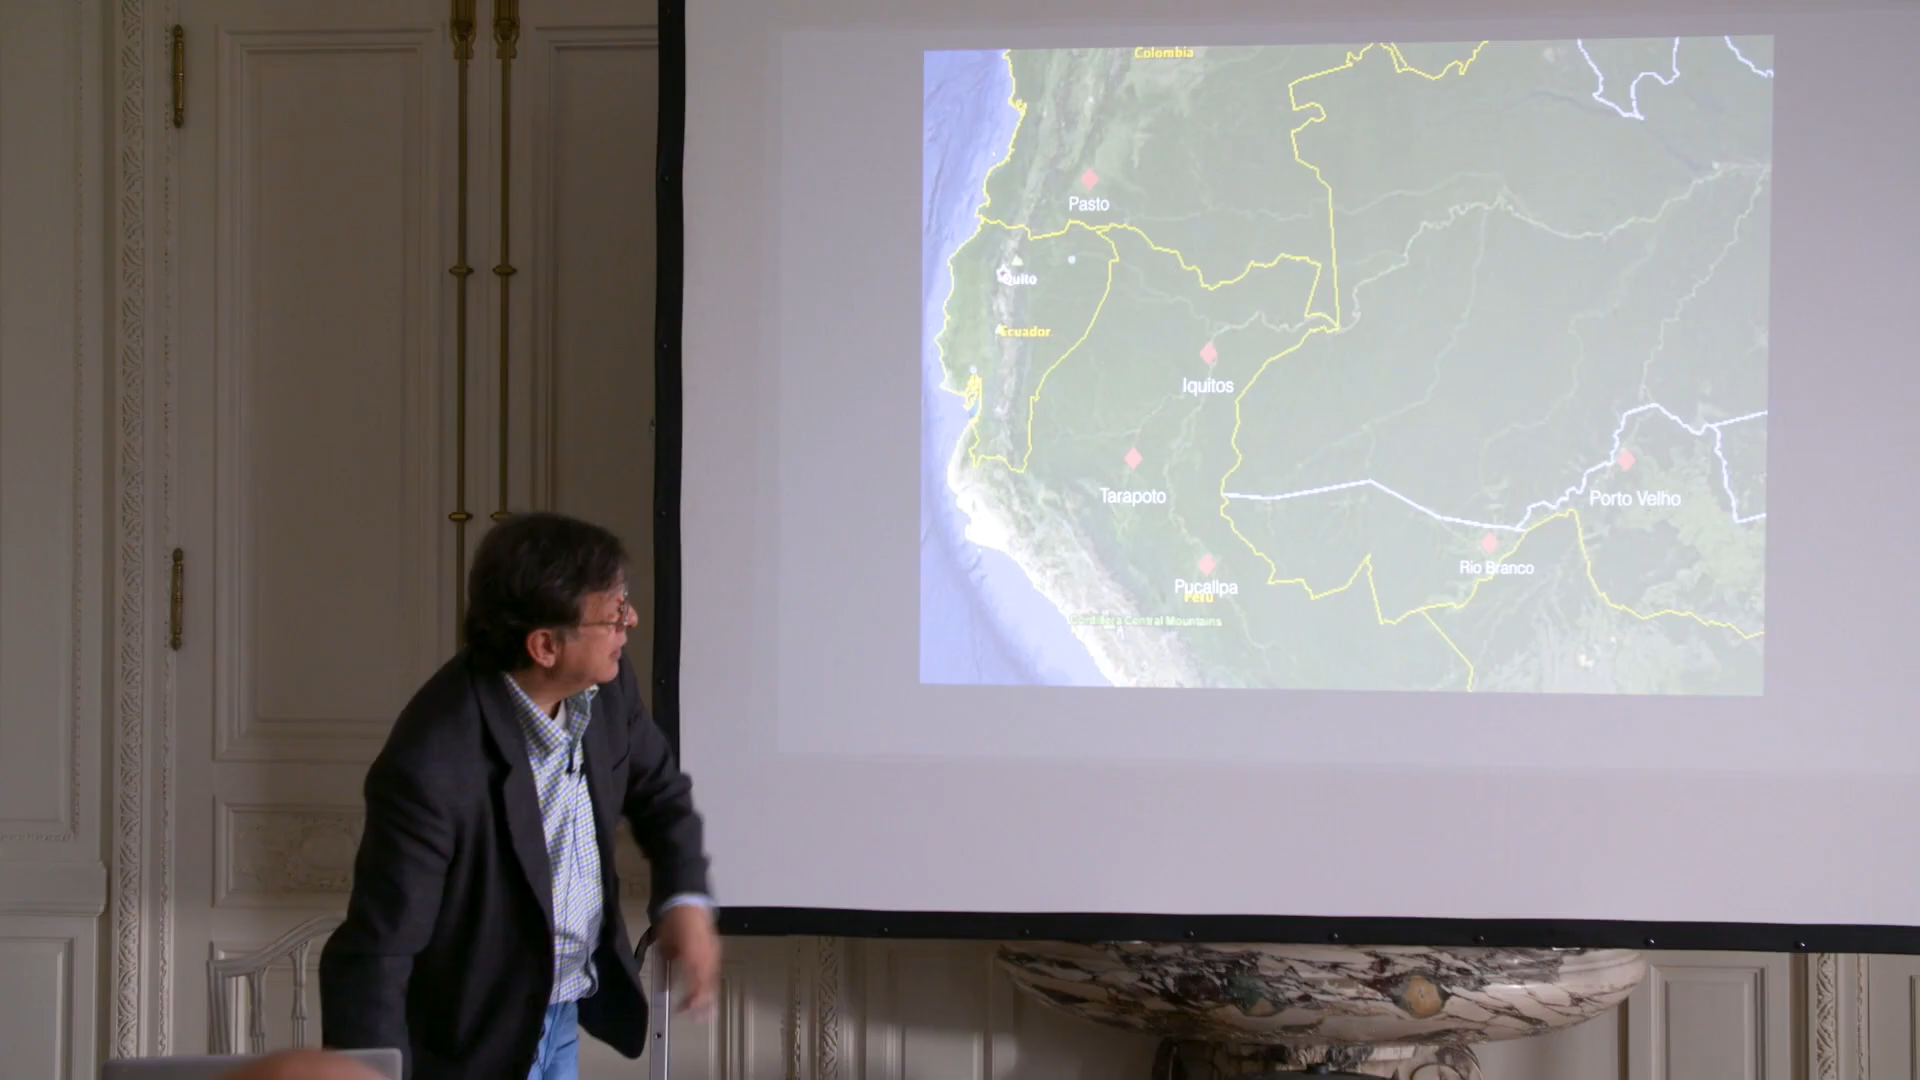 Colombia
Pasto
Quito
Ecuador
Iquitos
Tarapoto
Porto Velho
Rio Branco
Pucallpa
Peru
Cordillera Central Mountains